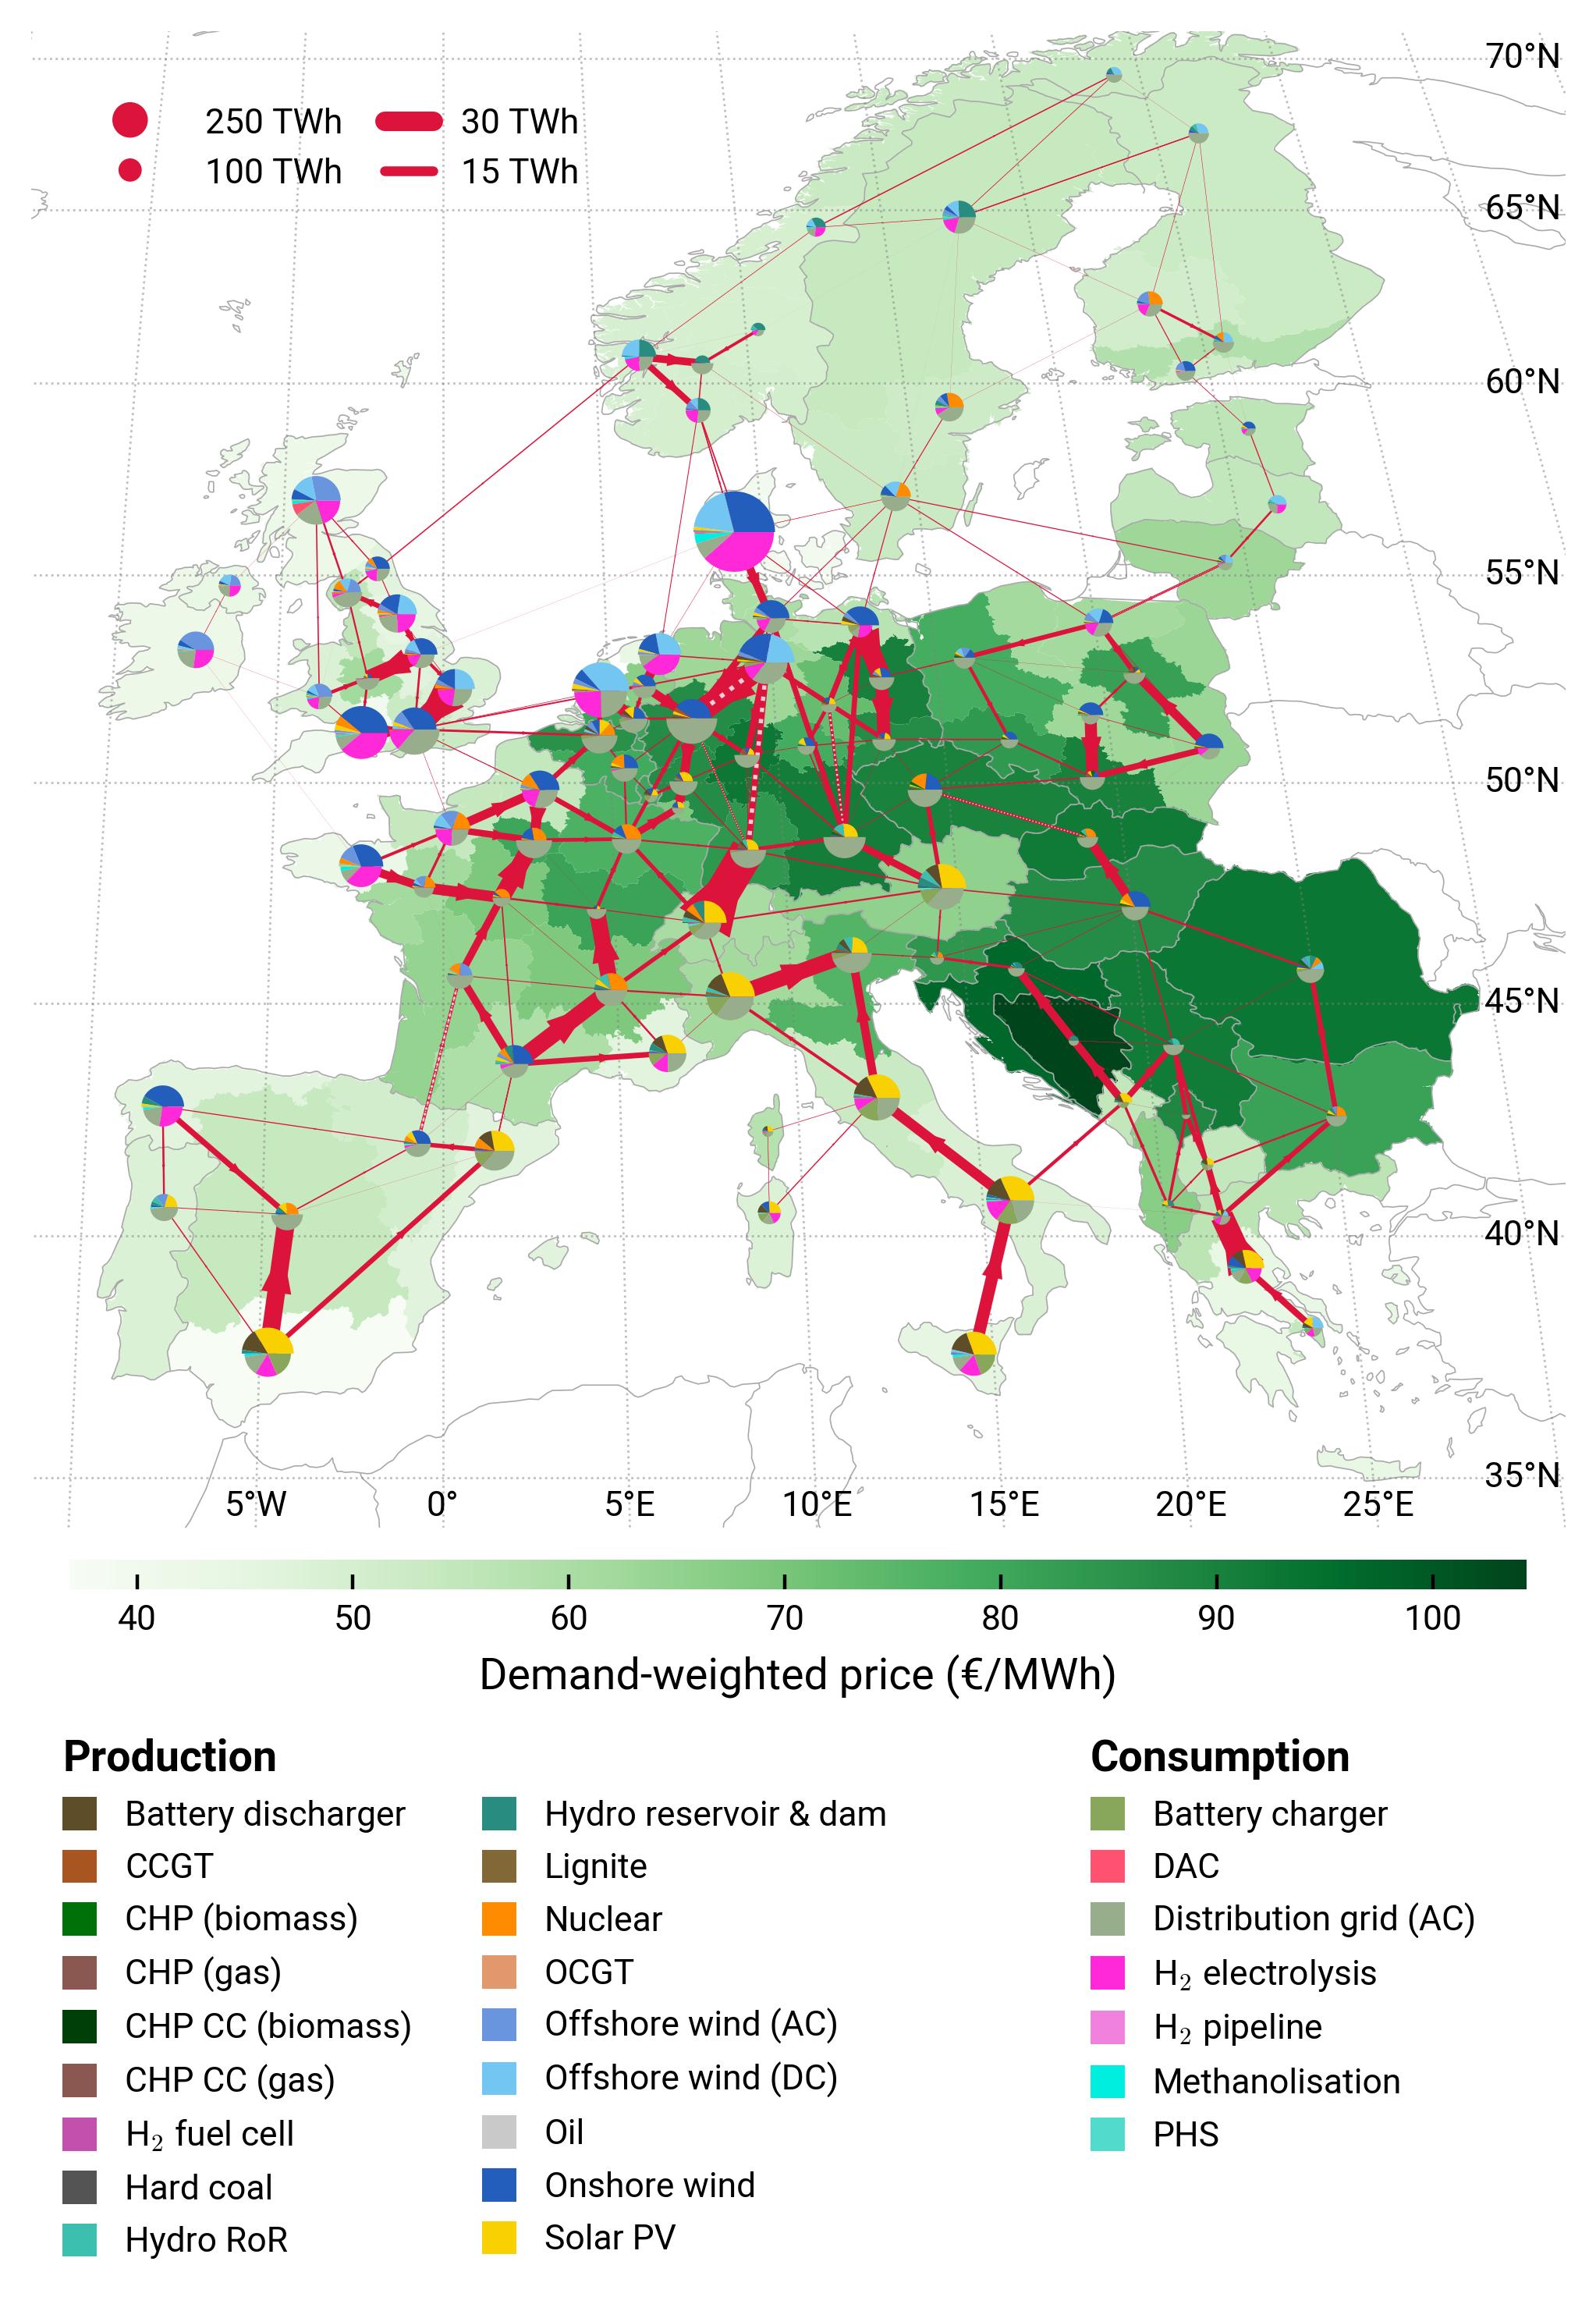 70°N
250 TWh 30 TWh
100 TWh 15 TWh
65°N
60°N
55°N
50°N
45°N
40°N
35°N
5°W 0° 5°E 10°E 15°E 20°E 25°E
40 50 60 70 80 90 100
Demand-weighted price (€/MWh)
Production
Battery discharger
CCGT
CHP (biomass)
CHP (gas)
CHP CC (biomass)
CHP CC (gas)
H₂ fuel cell
Hard coal
Hydro RoR
Hydro reservoir & dam
Lignite
Nuclear
OCGT
Offshore wind (AC)
Offshore wind (DC)
Oil
Onshore wind
Solar PV
Consumption
Battery charger
DAC
Distribution grid (AC)
H₂ electrolysis
H₂ pipeline
Methanolisation
PHS